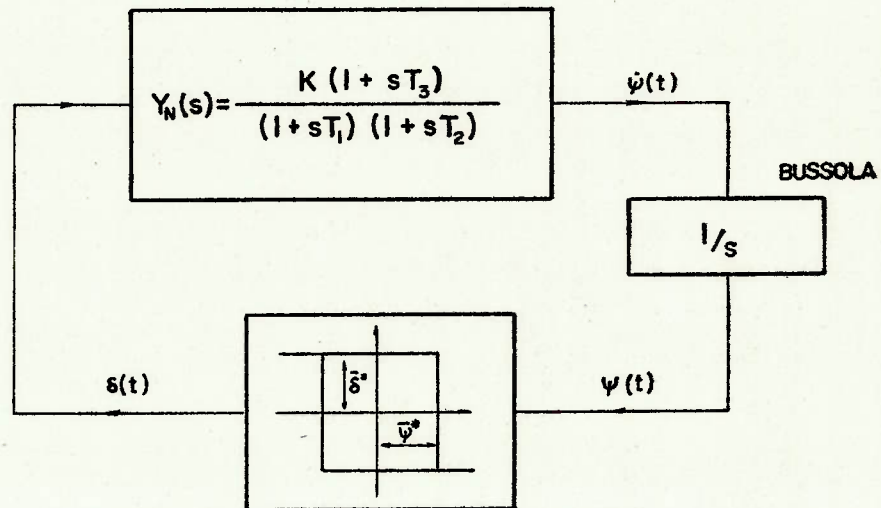 Y_N(s) = K (1 + sT_3) / (1 + sT_1) (1 + sT_2)
ψ̇(t)
BUSSOLA
1/s
δ(t)
δ̄*
ψ̄*
ψ(t)